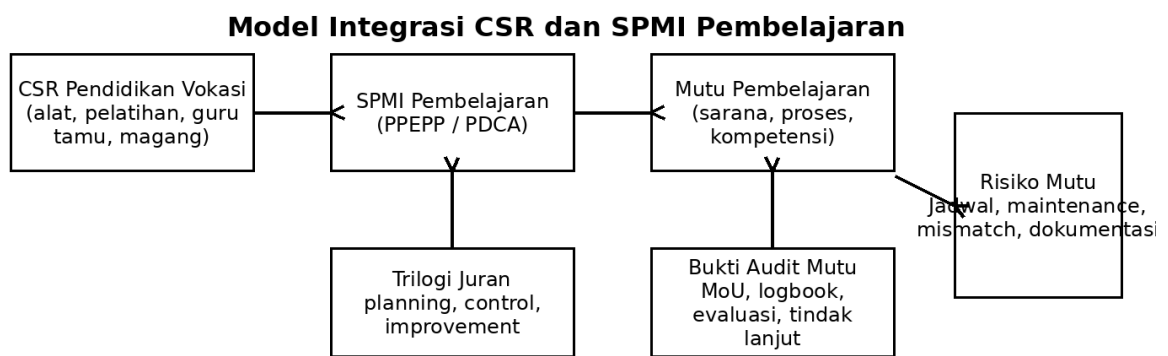 Model Integrasi CSR dan SPMI Pembelajaran
CSR Pendidikan Vokasi
(alat, pelatihan, guru
tamu, magang)
SPMI Pembelajaran
(PPEPP / PDCA)
Mutu Pembelajaran
(sarana, proses,
kompetensi)
Risiko Mutu
Jadwal, maintenance,
mismatch, dokumentasi
Trilogi Juran
planning, control,
improvement
Bukti Audit Mutu
MoU, logbook,
evaluasi, tindak
lanjut